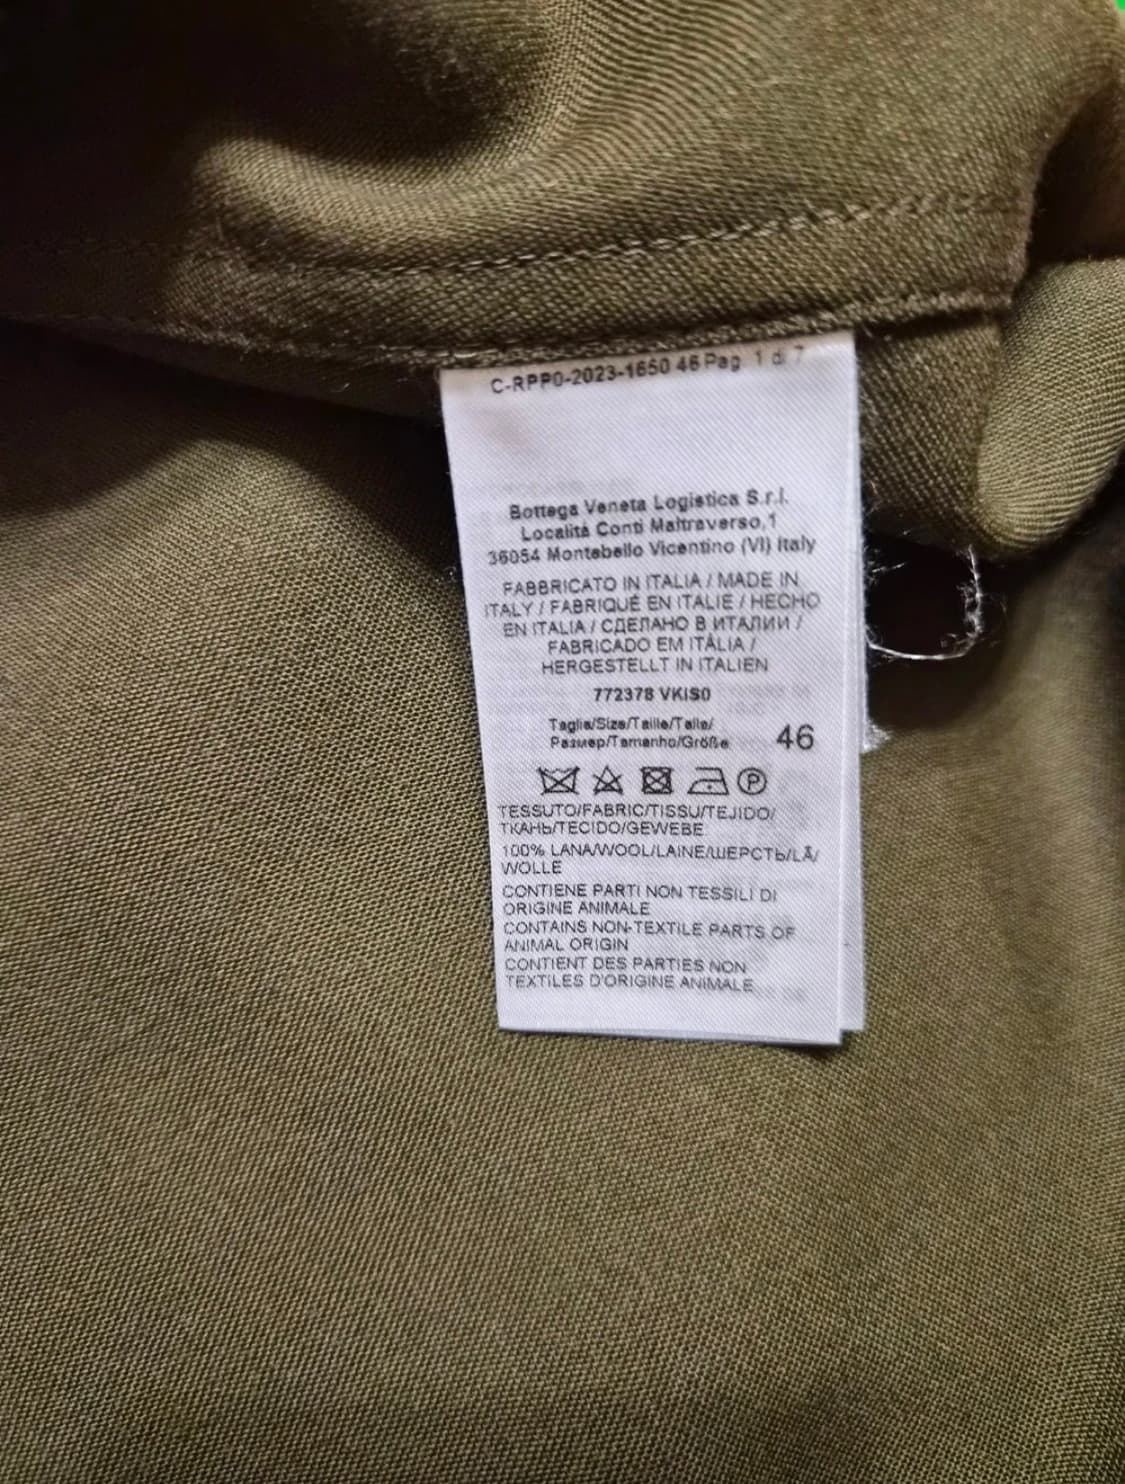 C-RPP0-2023-1650 46 Pag 1 di 7
Bottega Veneta Logistica S.r.l.
Località Conti Maltraverso,1
36054 Montebello Vicentino (VI) Italy
FABBRICATO IN ITALIA / MADE IN
ITALY / FABRIQUÉ EN ITALIE / HECHO
EN ITALIA / СДЕЛАНО В ИТАЛИИ /
FABRICADO EM ITÀLIA /
HERGESTELLT IN ITALIEN
772378 VKIS0
Taglia/Size/Taille/Talla/
Размер/Tamanho/Größe 46
P
TESSUTO/FABRIC/TISSU/TEJIDO/
ТКАНЬ/TECIDO/GEWEBE
100% LANA/WOOL/LAINE/ШЕРСТЬ/LÃ/
WOLLE
CONTIENE PARTI NON TESSILI DI
ORIGINE ANIMALE
CONTAINS NON-TEXTILE PARTS OF
ANIMAL ORIGIN
CONTIENT DES PARTIES NON
TEXTILES D'ORIGINE ANIMALE